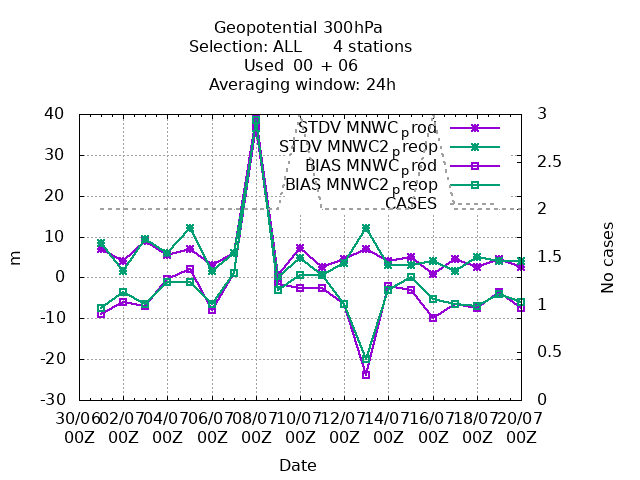 Geopotential 300hPa
Selection: ALL 4 stations
Used 00 + 06
Averaging window: 24h
STDV MNWC_prod
STDV MNWC2_preop
BIAS MNWC_prod
BIAS MNWC2_preop
CASES
40
30
20
10
0
-10
-20
-30
m
3
2.5
2
1.5
1
0.5
0
No cases
30/06 02/07 04/07 06/07 08/07 10/07 12/07 14/07 16/07 18/07 20/07
00Z 00Z 00Z 00Z 00Z 00Z 00Z 00Z 00Z 00Z 00Z
Date